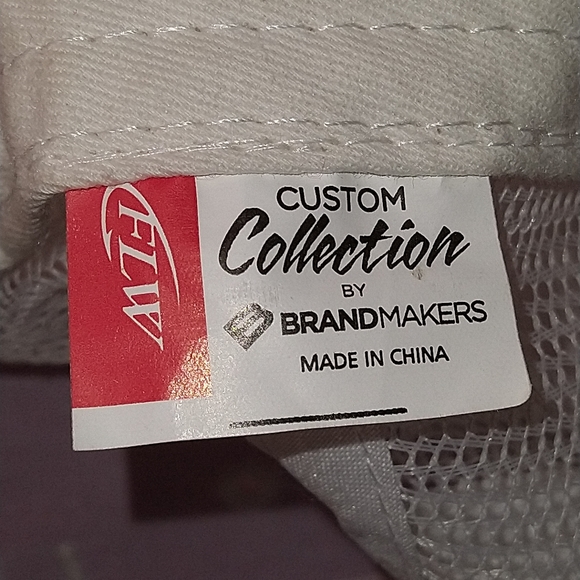 FLW
CUSTOM
Collection
BY
BRANDMAKERS
MADE IN CHINA